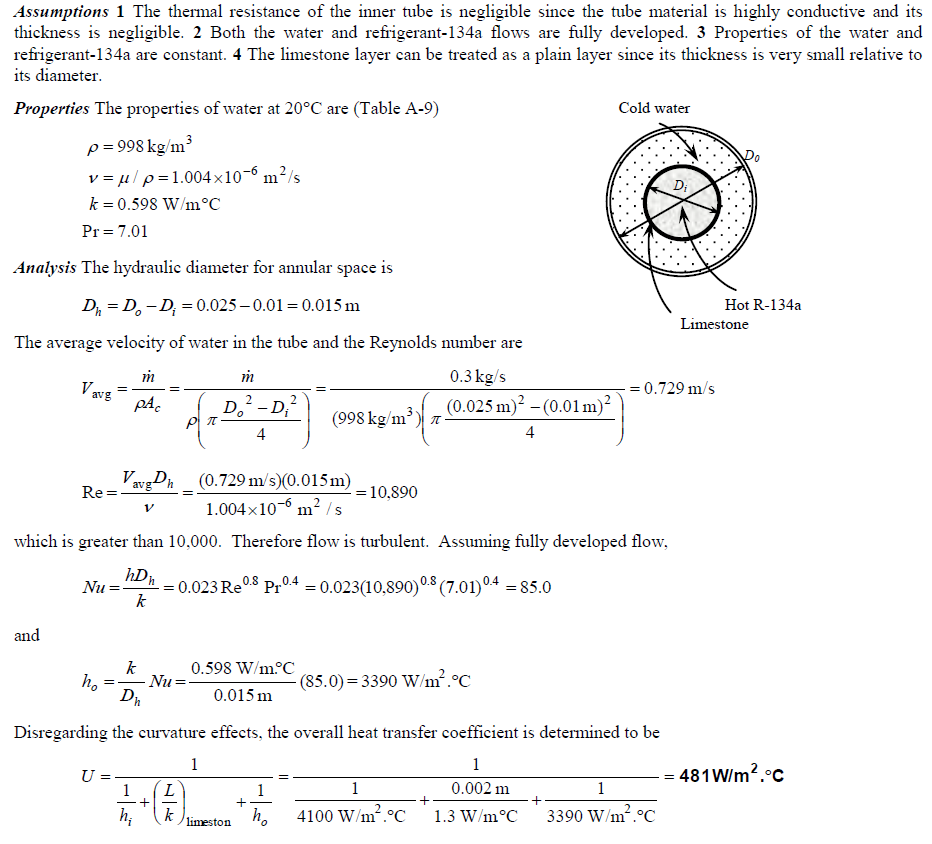 Assumptions 1 The thermal resistance of the inner tube is negligible since the tube material is highly conductive and its
thickness is negligible. 2 Both the water and refrigerant-134a flows are fully developed. 3 Properties of the water and
refrigerant-134a are constant. 4 The limestone layer can be treated as a plain layer since its thickness is very small relative to
its diameter.
Properties The properties of water at 20°C are (Table A-9)
ρ = 998 kg/m³
ν = μ / ρ = 1.004×10⁻⁶ m²/s
k = 0.598 W/m°C
Pr = 7.01
Cold water
Dₒ
Dᵢ
Hot R-134a
Limestone
Analysis The hydraulic diameter for annular space is
Dₕ = Dₒ − Dᵢ = 0.025 − 0.01 = 0.015 m
The average velocity of water in the tube and the Reynolds number are
V_avg = ṁ / (ρA_c) = ṁ / (ρ(π (Dₒ² − Dᵢ²) / 4)) = 0.3 kg/s / ((998 kg/m³)(π ((0.025 m)² − (0.01 m)²) / 4)) = 0.729 m/s
Re = V_avg Dₕ / ν = (0.729 m/s)(0.015 m) / (1.004×10⁻⁶ m² / s) = 10,890
which is greater than 10,000. Therefore flow is turbulent. Assuming fully developed flow,
Nu = hDₕ / k = 0.023 Re^0.8 Pr^0.4 = 0.023(10,890)^0.8 (7.01)^0.4 = 85.0
and
hₒ = k / Dₕ Nu = 0.598 W/m.°C / 0.015 m (85.0) = 3390 W/m².°C
Disregarding the curvature effects, the overall heat transfer coefficient is determined to be
U = 1 / (1/hᵢ + (L/k)limeston + 1/hₒ) = 1 / (1 / 4100 W/m².°C + 0.002 m / 1.3 W/m°C + 1 / 3390 W/m².°C) = 481W/m².°C